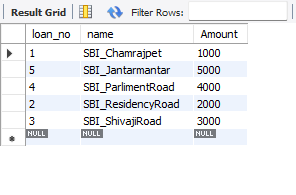 Result Grid Filter Rows:
loan_no name Amount
1 SBI_Chamrajpet 1000
5 SBI_Jantarmantar 5000
4 SBI_ParlimentRoad 4000
2 SBI_ResidencyRoad 2000
3 SBI_ShivajiRoad 3000
NULL NULL NULL